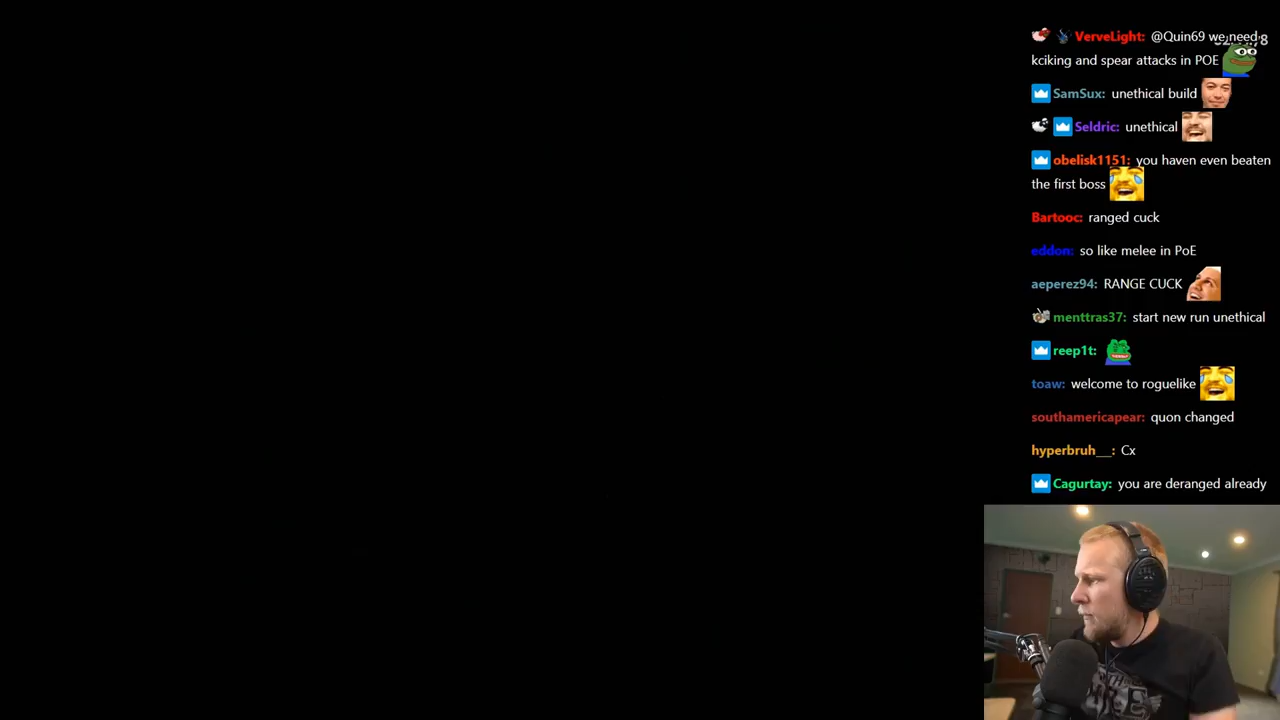 VerveLight: @Quin69 we need
kciking and spear attacks in POE
SamSux: unethical build
Seldric: unethical
obelisk1151: you haven even beaten
the first boss
Bartooc: ranged cuck
eddon: so like melee in PoE
aeperez94: RANGE CUCK
menttras37: start new run unethical
reep1t:
toaw: welcome to roguelike
southamericapear: quon changed
hyperbruh__: Cx
Cagurtay: you are deranged already